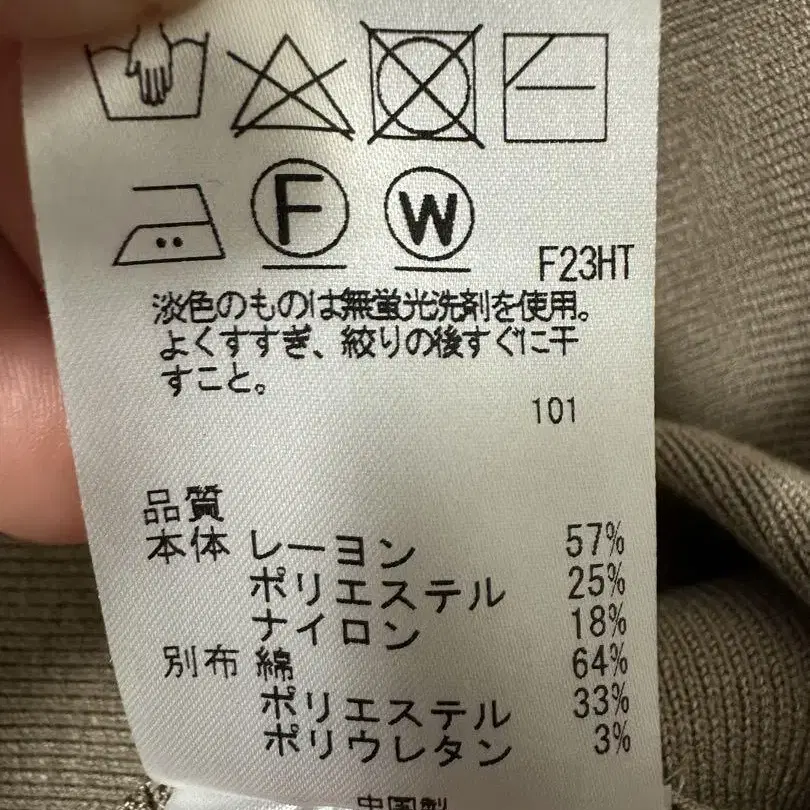 F W F23HT
淡色のものは無蛍光洗剤を使用。
よくすすぎ、絞りの後すぐに干
すこと。
101
品質
本体 レーヨン 57%
ポリエステル 25%
ナイロン 18%
別布 綿 64%
ポリエステル 33%
ポリウレタン 3%
中国製